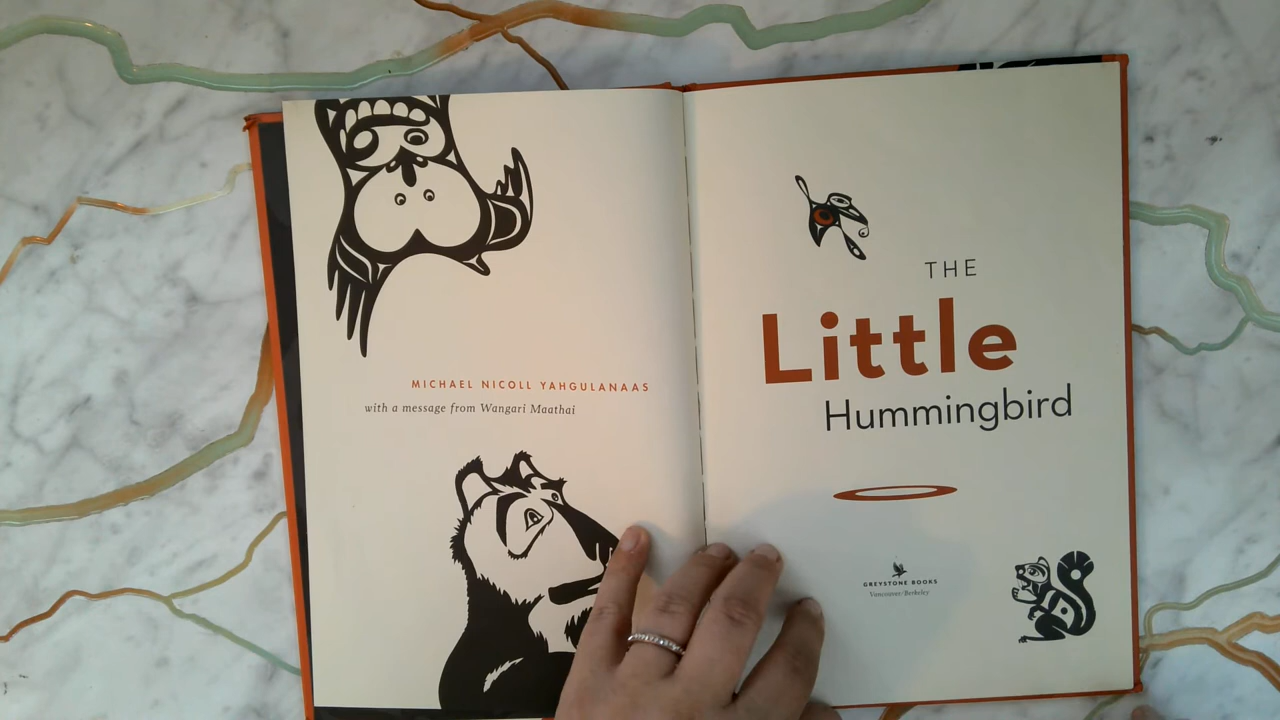 MICHAEL NICOLL YAHGULANAAS
with a message from Wangari Maathai
THE
Little
Hummingbird
GREYSTONE BOOKS
Vancouver/Berkeley